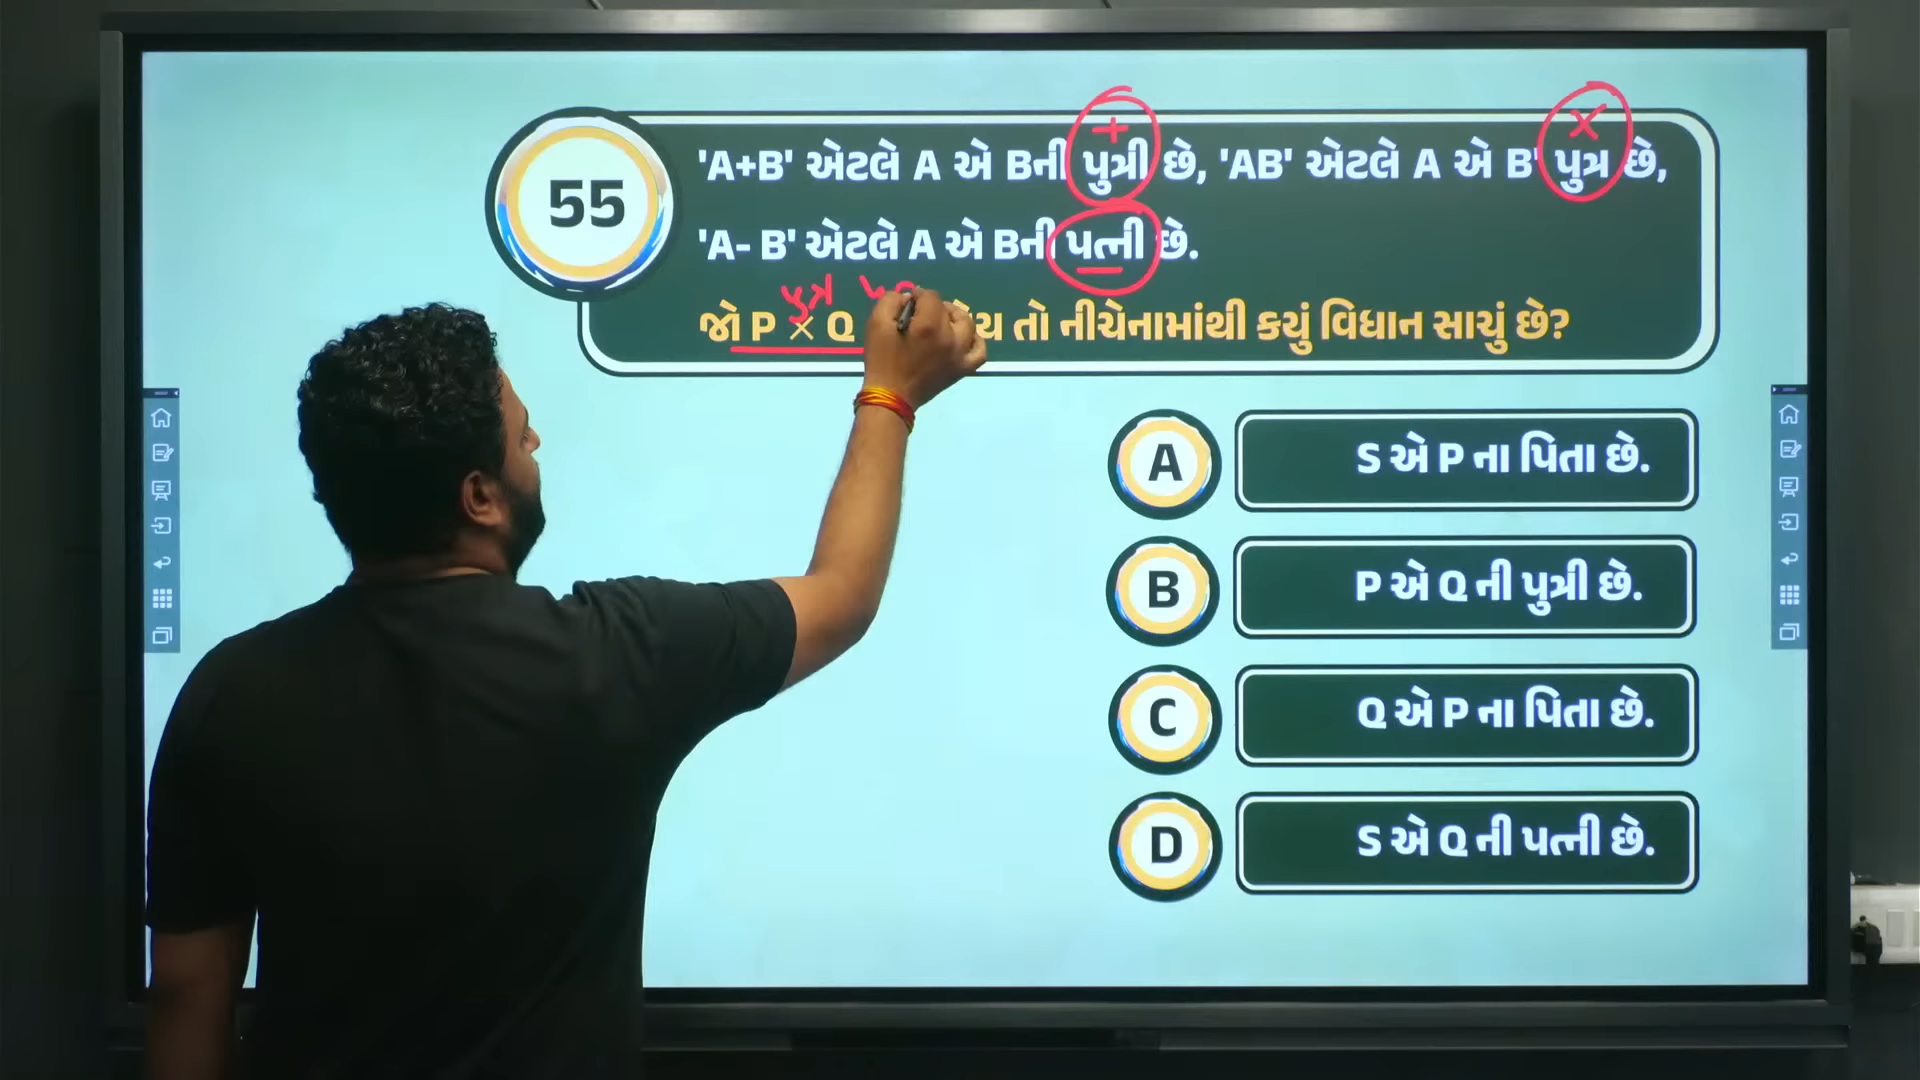 55
+
×
'A+B' એટલે A એ Bની પુત્રી છે, 'AB' એટલે A એ B' પુત્ર છે,
'A- B' એટલે A એ Bની પત્ની છે.
પુત્ર
જો P × Q તો નીચેનામાંથી કયું વિધાન સાચું છે?
A S એ P ના પિતા છે.
B P એ Q ની પુત્રી છે.
C Q એ P ના પિતા છે.
D S એ Q ની પત્ની છે.